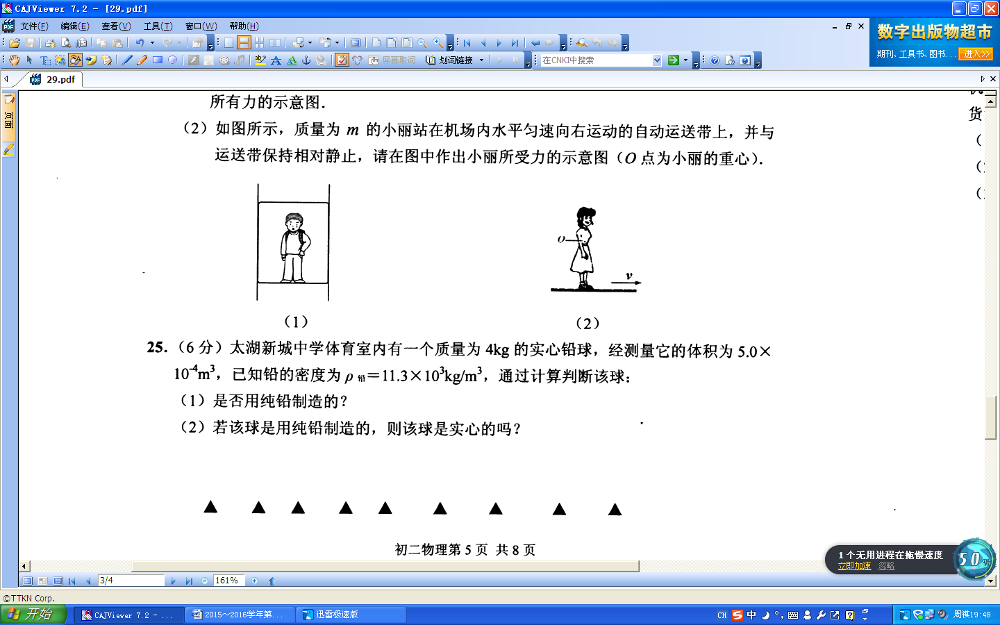 CAJViewer 7.2 - [29.pdf]
文件(F) 编辑(E) 查看(V) 工具(T) 窗口(W) 帮助(H)
数字出版物超市
期刊、工具书、图书... 进入>>
屏幕取词 划词链接 在CNKI中搜索
29.pdf
页面
所有力的示意图.
(2) 如图所示，质量为 m 的小丽站在机场内水平匀速向右运动的自动运送带上，并与
运送带保持相对静止，请在图中作出小丽所受力的示意图（O 点为小丽的重心）.
货
(
(
(
O
v
(1) (2)
25. （6 分）太湖新城中学体育室内有一个质量为 4kg 的实心铅球，经测量它的体积为 5.0×
10⁻⁴m³，已知铅的密度为 ρ铅＝11.3×10³kg/m³，通过计算判断该球：
（1）是否用纯铅制造的？
（2）若该球是用纯铅制造的，则该球是实心的吗？
▲ ▲ ▲ ▲ ▲ ▲ ▲ ▲ ▲
初二物理第 5 页 共 8 页
1 个无用进程在拖慢速度
立即加速 忽略
50%
3/4 161%
©TTKN Corp.
开始 CAJViewer 7.2 - ... 2015～2016学年第... 迅雷极速版 CH 中 周祺19:48